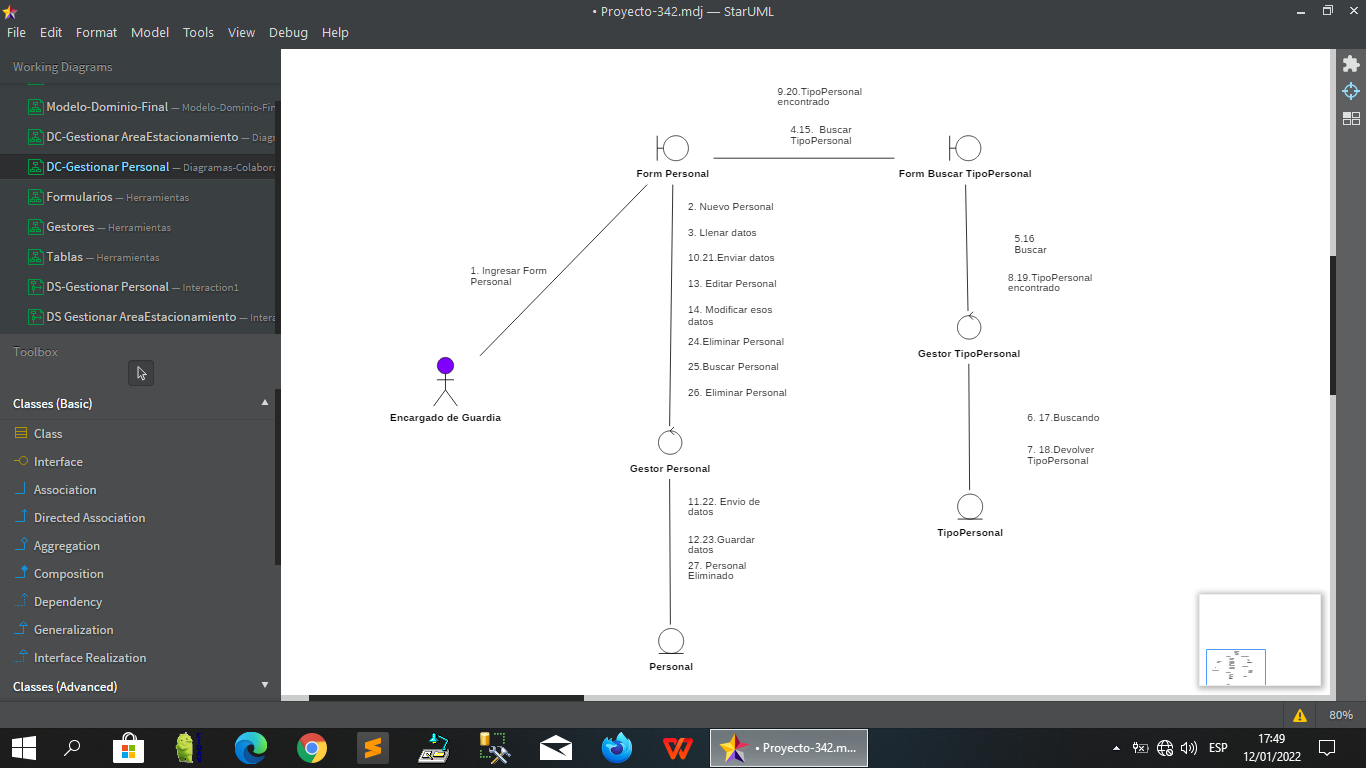 • Proyecto-342.mdj — StarUML
File Edit Format Model Tools View Debug Help
Working Diagrams
Modelo-Dominio-Final — Modelo-Dominio-Fin
DC-Gestionar AreaEstacionamiento — Diagr
DC-Gestionar Personal — Diagramas-Colabora
Formularios — Herramientas
Gestores — Herramientas
Tablas — Herramientas
DS-Gestionar Personal — Interaction1
DS Gestionar AreaEstacionamiento — Intera
Toolbox
Classes (Basic)
Class
Interface
Association
Directed Association
Aggregation
Composition
Dependency
Generalization
Interface Realization
Classes (Advanced)
9.20.TipoPersonal
encontrado
4.15. Buscar
TipoPersonal
Form Personal
Form Buscar TipoPersonal
2. Nuevo Personal
3. Llenar datos
10.21.Enviar datos
13. Editar Personal
14. Modificar esos
datos
24.Eliminar Personal
25.Buscar Personal
26. Eliminar Personal
1. Ingresar Form
Personal
5.16
Buscar
8.19.TipoPersonal
encontrado
Gestor TipoPersonal
Encargado de Guardia
Gestor Personal
6. 17.Buscando
7. 18.Devolver
TipoPersonal
11.22. Envio de
datos
12.23.Guardar
datos
27. Personal
Eliminado
TipoPersonal
Personal
80%
• Proyecto-342.m...
ESP
17:49
12/01/2022